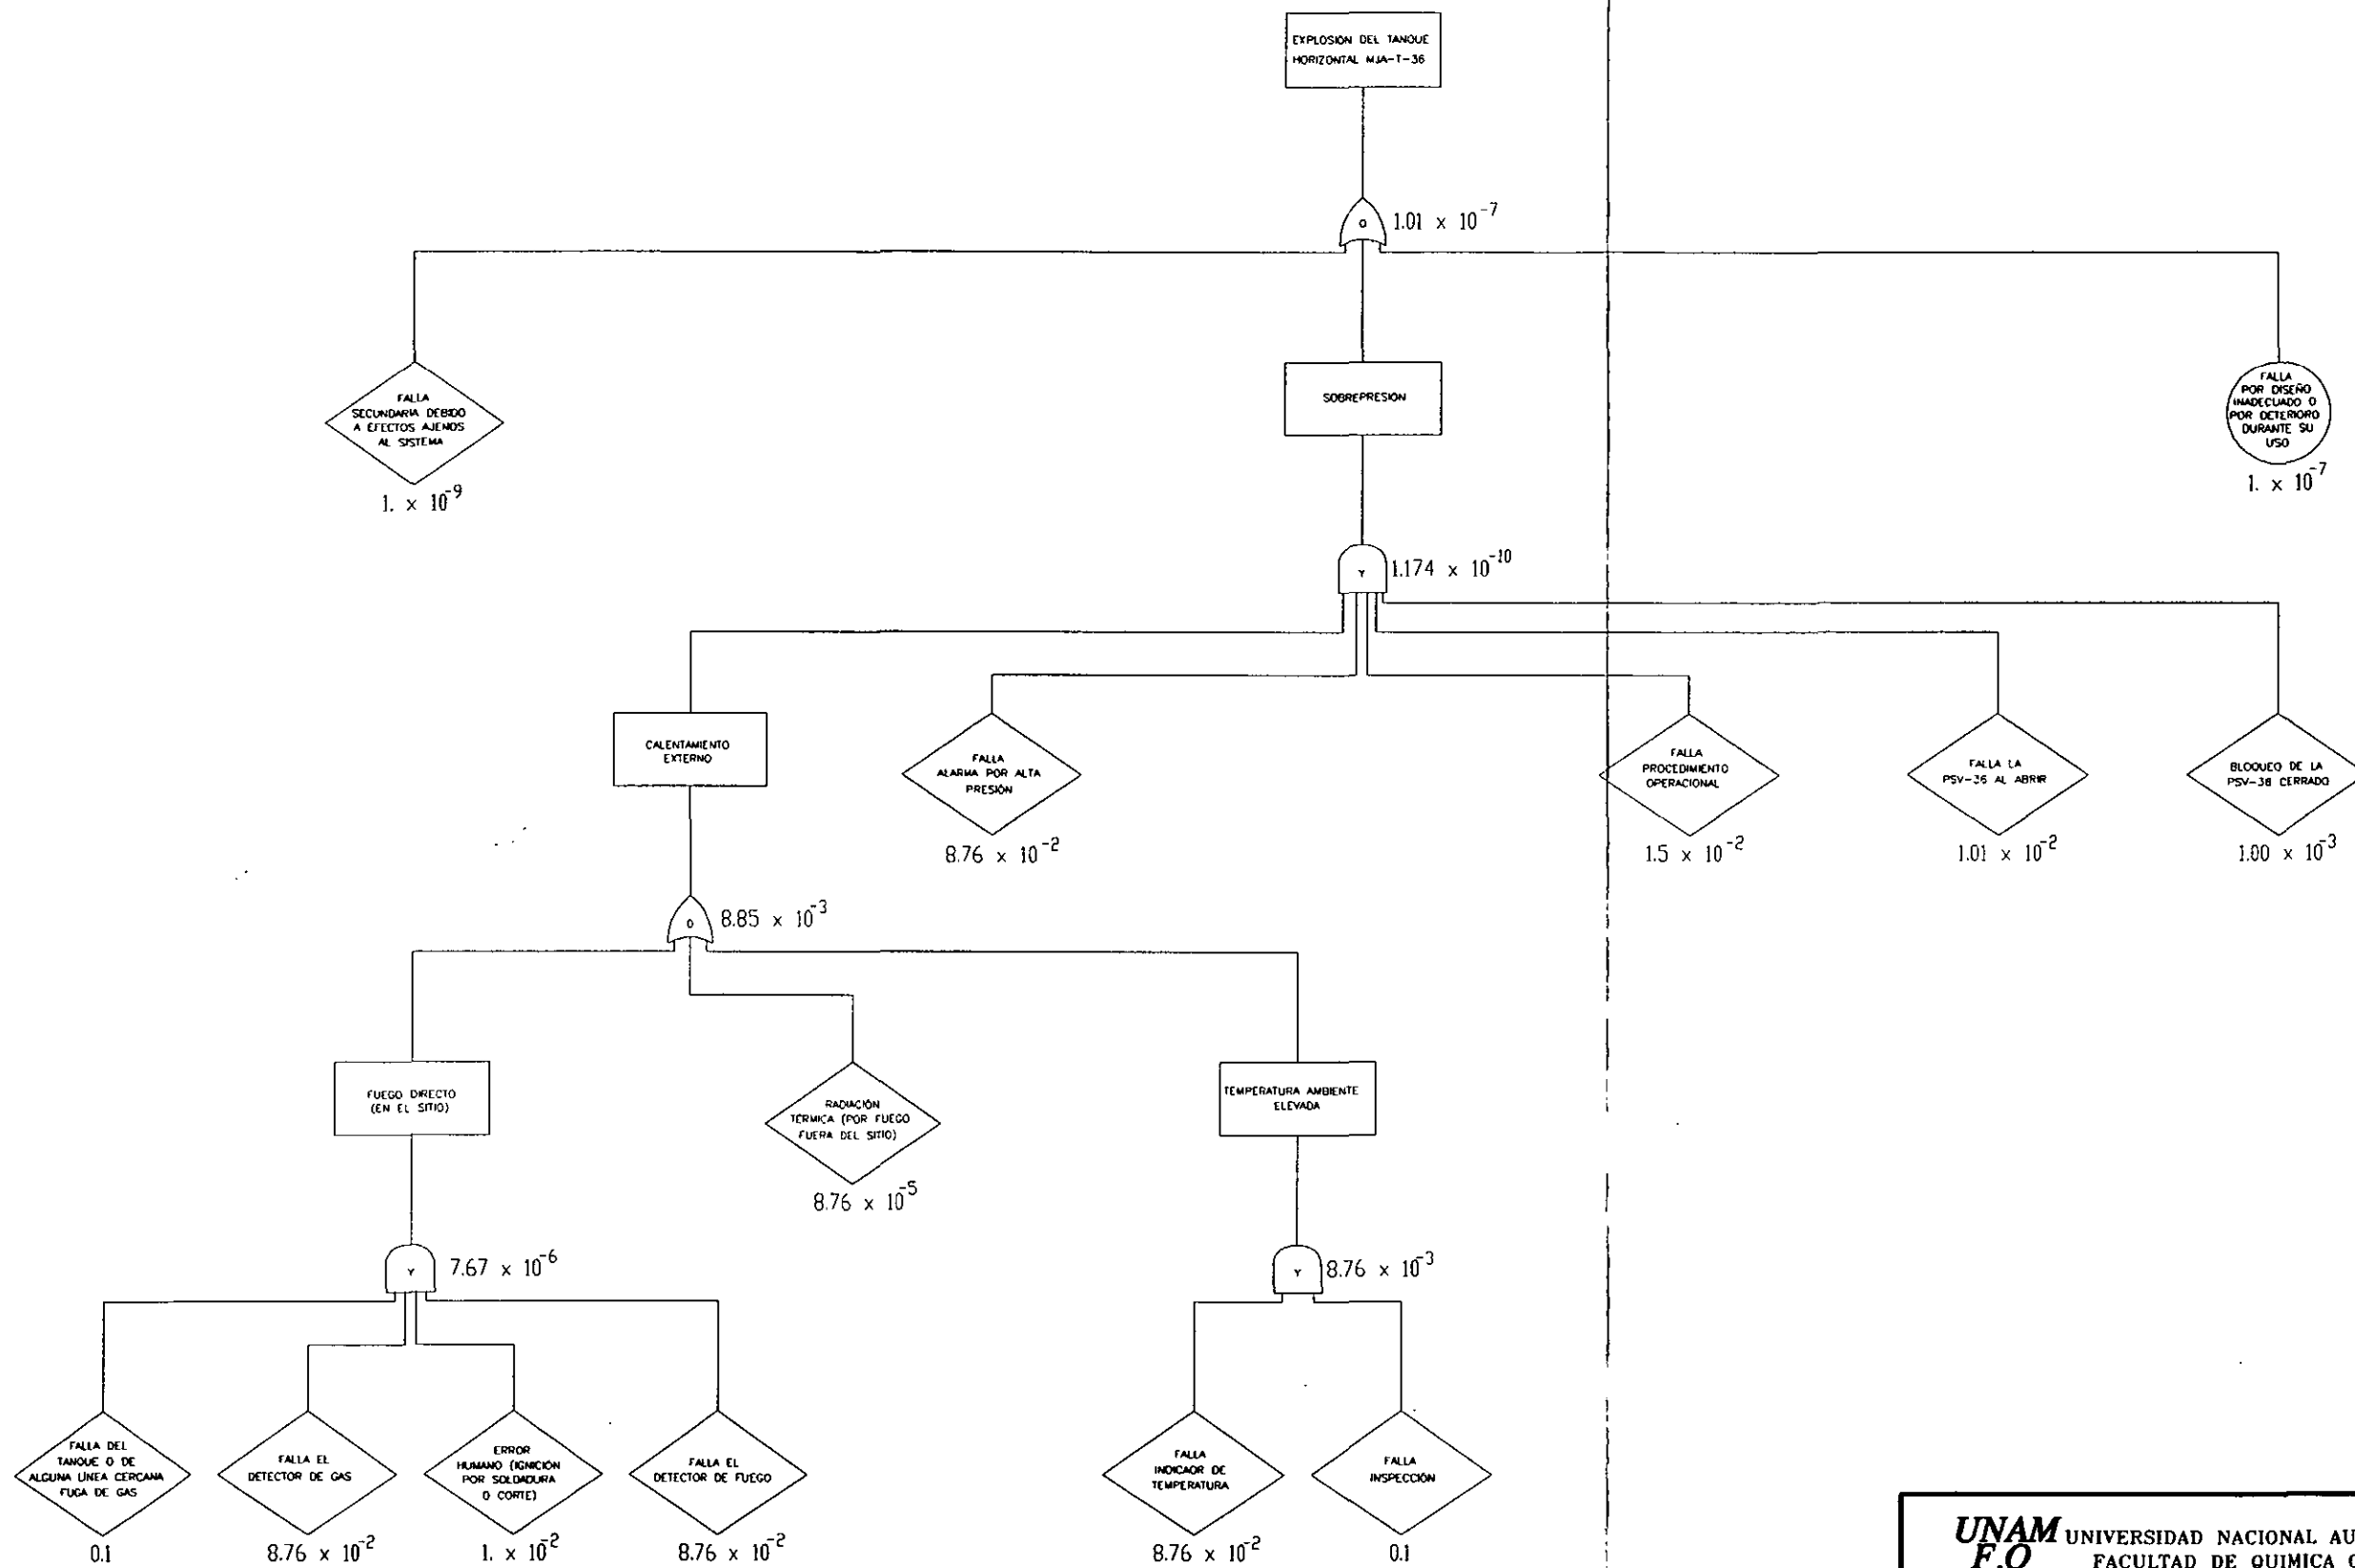 EXPLOSION DEL TANQUE
HORIZONTAL MJA-T-36
O
1.01 x 10^-7
FALLA
SECUNDARIA DEBIDO
A EFECTOS AJENOS
AL SISTEMA
1. x 10^-9
SOBREPRESION
FALLA
POR DISEÑO
INADECUADO O
POR DETERIORO
DURANTE SU
USO
1. x 10^-7
Y
1.174 x 10^-10
CALENTAMIENTO
EXTERNO
FALLA
ALARMA POR ALTA
PRESIÓN
8.76 x 10^-2
FALLA
PROCEDIMIENTO
OPERACIONAL
1.5 x 10^-2
FALLA LA
PSV-36 AL ABRIR
1.01 x 10^-2
BLOQUEO DE LA
PSV-36 CERRADO
1.00 x 10^-3
O
8.85 x 10^-3
FUEGO DIRECTO
(EN EL SITIO)
RADIACIÓN
TÉRMICA (POR FUEGO
FUERA DEL SITIO)
8.76 x 10^-5
TEMPERATURA AMBIENTE
ELEVADA
Y
7.67 x 10^-6
Y
8.76 x 10^-3
FALLA DEL
TANQUE O DE
ALGUNA LÍNEA CERCANA
FUGA DE GAS
0.1
FALLA EL
DETECTOR DE GAS
8.76 x 10^-2
ERROR
HUMANO (IGNICIÓN
POR SOLDADURA
O CORTE)
1. x 10^-2
FALLA EL
DETECTOR DE FUEGO
8.76 x 10^-2
FALLA
INDICAOR DE
TEMPERATURA
8.76 x 10^-2
FALLA
INSPECCIÓN
0.1
UNAM UNIVERSIDAD NACIONAL AU
F.Q FACULTAD DE QUIMICA